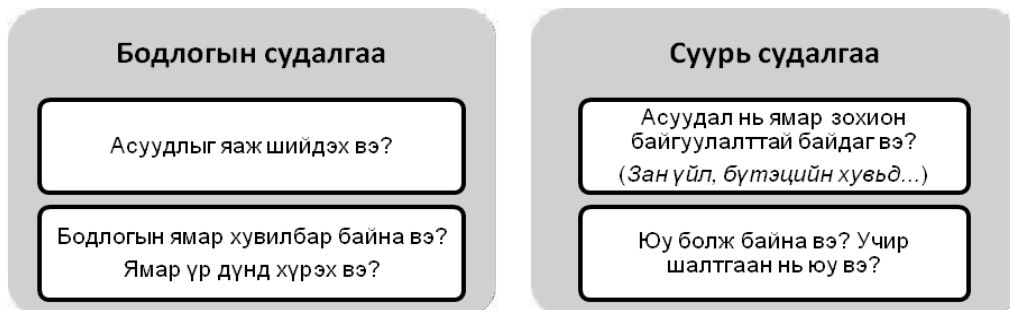 Бодлогын судалгаа
Асуудлыг яаж шийдэх вэ?
Бодлогын ямар хувилбар байна вэ?
Ямар үр дүнд хүрэх вэ?
Суурь судалгаа
Асуудал нь ямар зохион
байгуулалттай байдаг вэ?
(Зан үйл, бүтэцийн хувьд...)
Юу болж байна вэ? Учир
шалтгаан нь юу вэ?